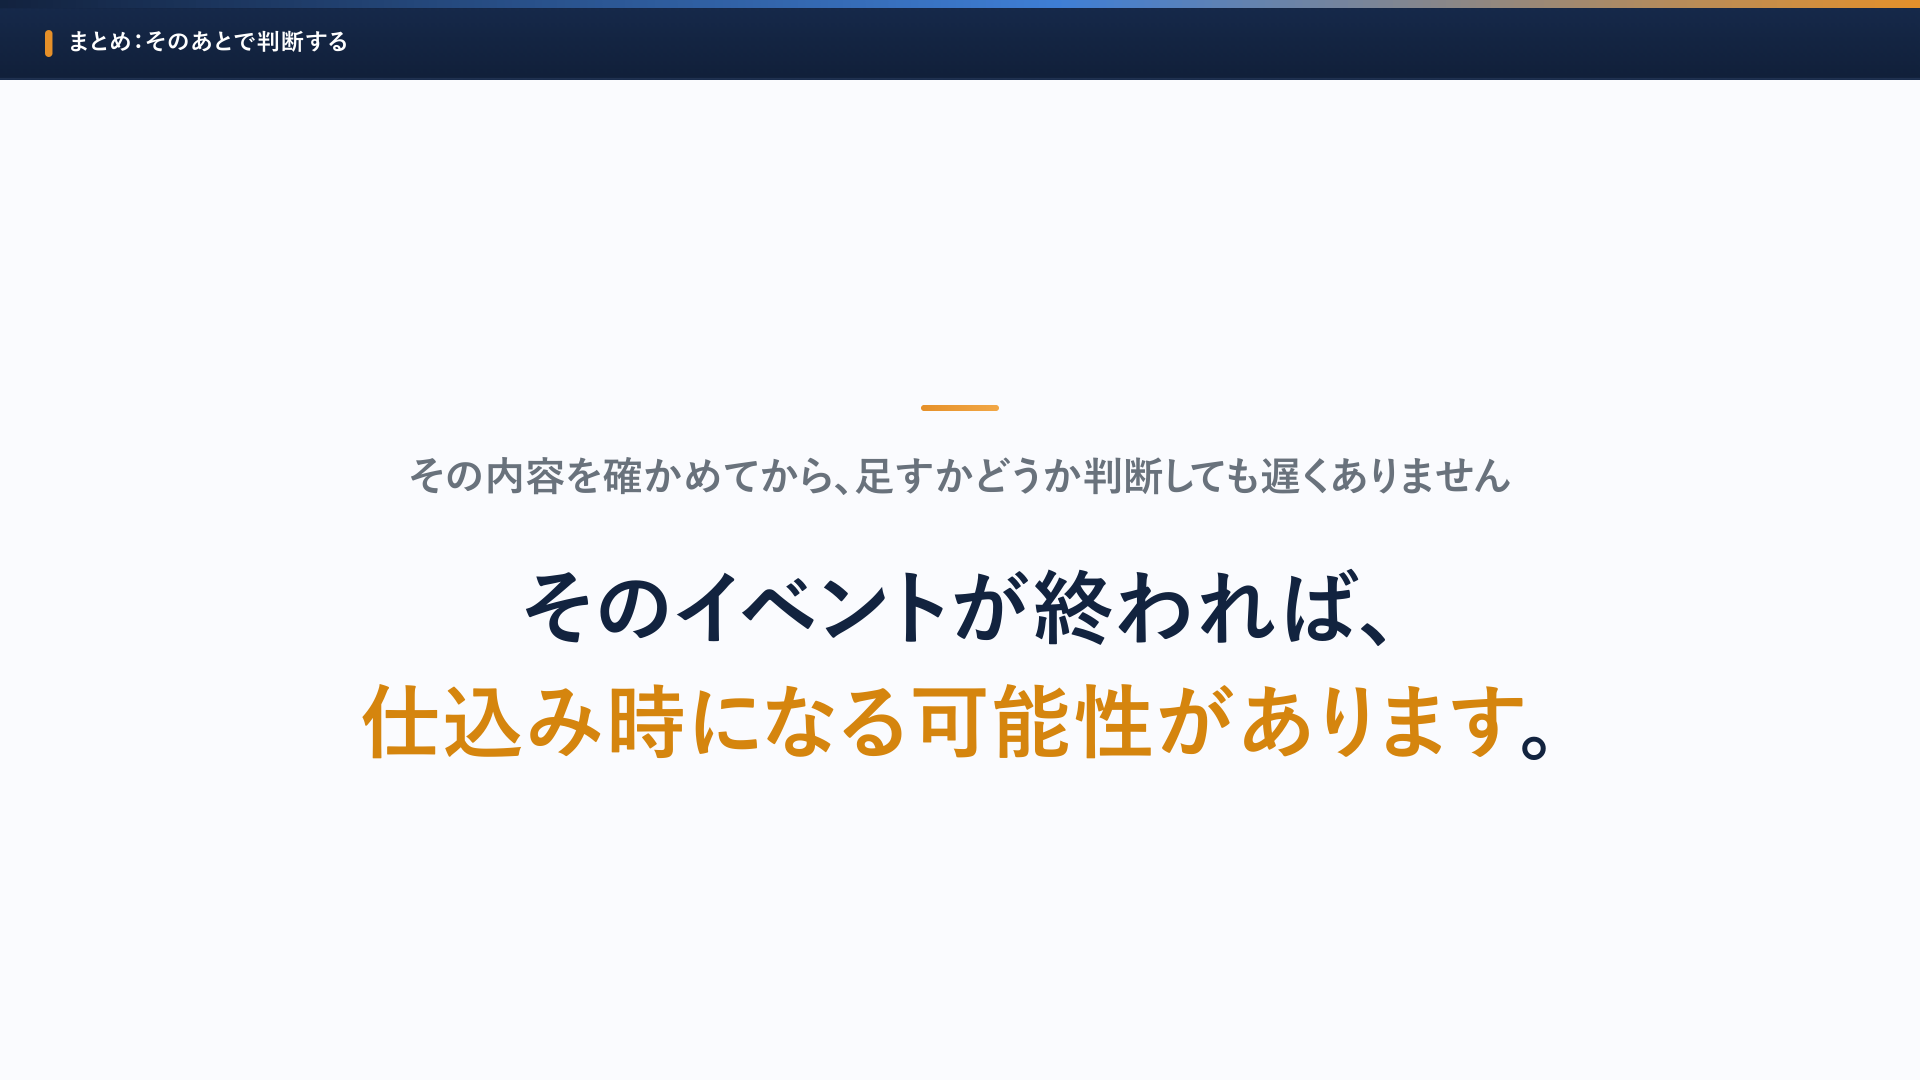 まとめ：そのあとで判断する
その内容を確かめてから、足すかどうか判断しても遅くありません
そのイベントが終われば、
仕込み時になる可能性があります。